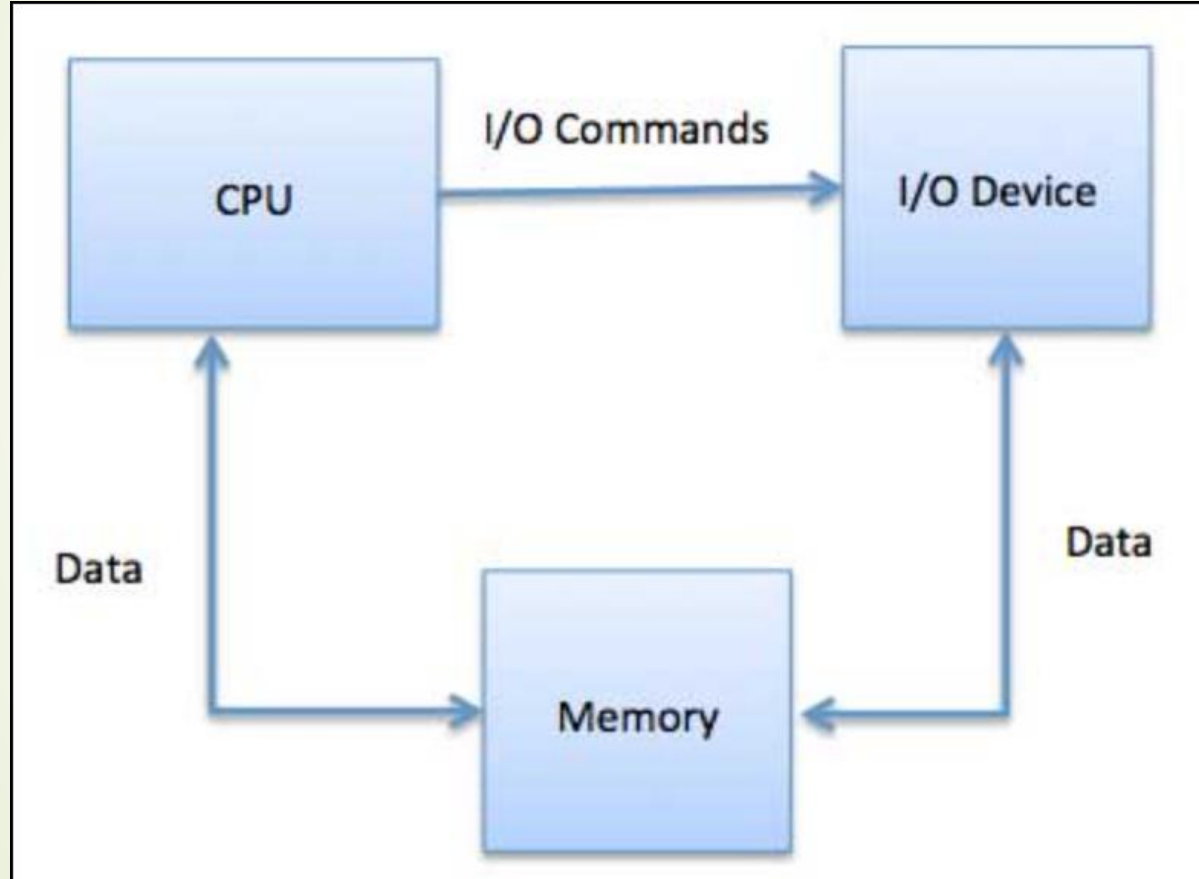 I/O Commands
CPU
I/O Device
Data
Data
Memory